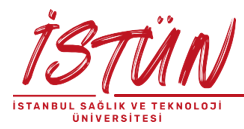 İSTÜN
İSTANBUL SAĞLIK VE TEKNOLOJİ
ÜNİVERSİTESİ